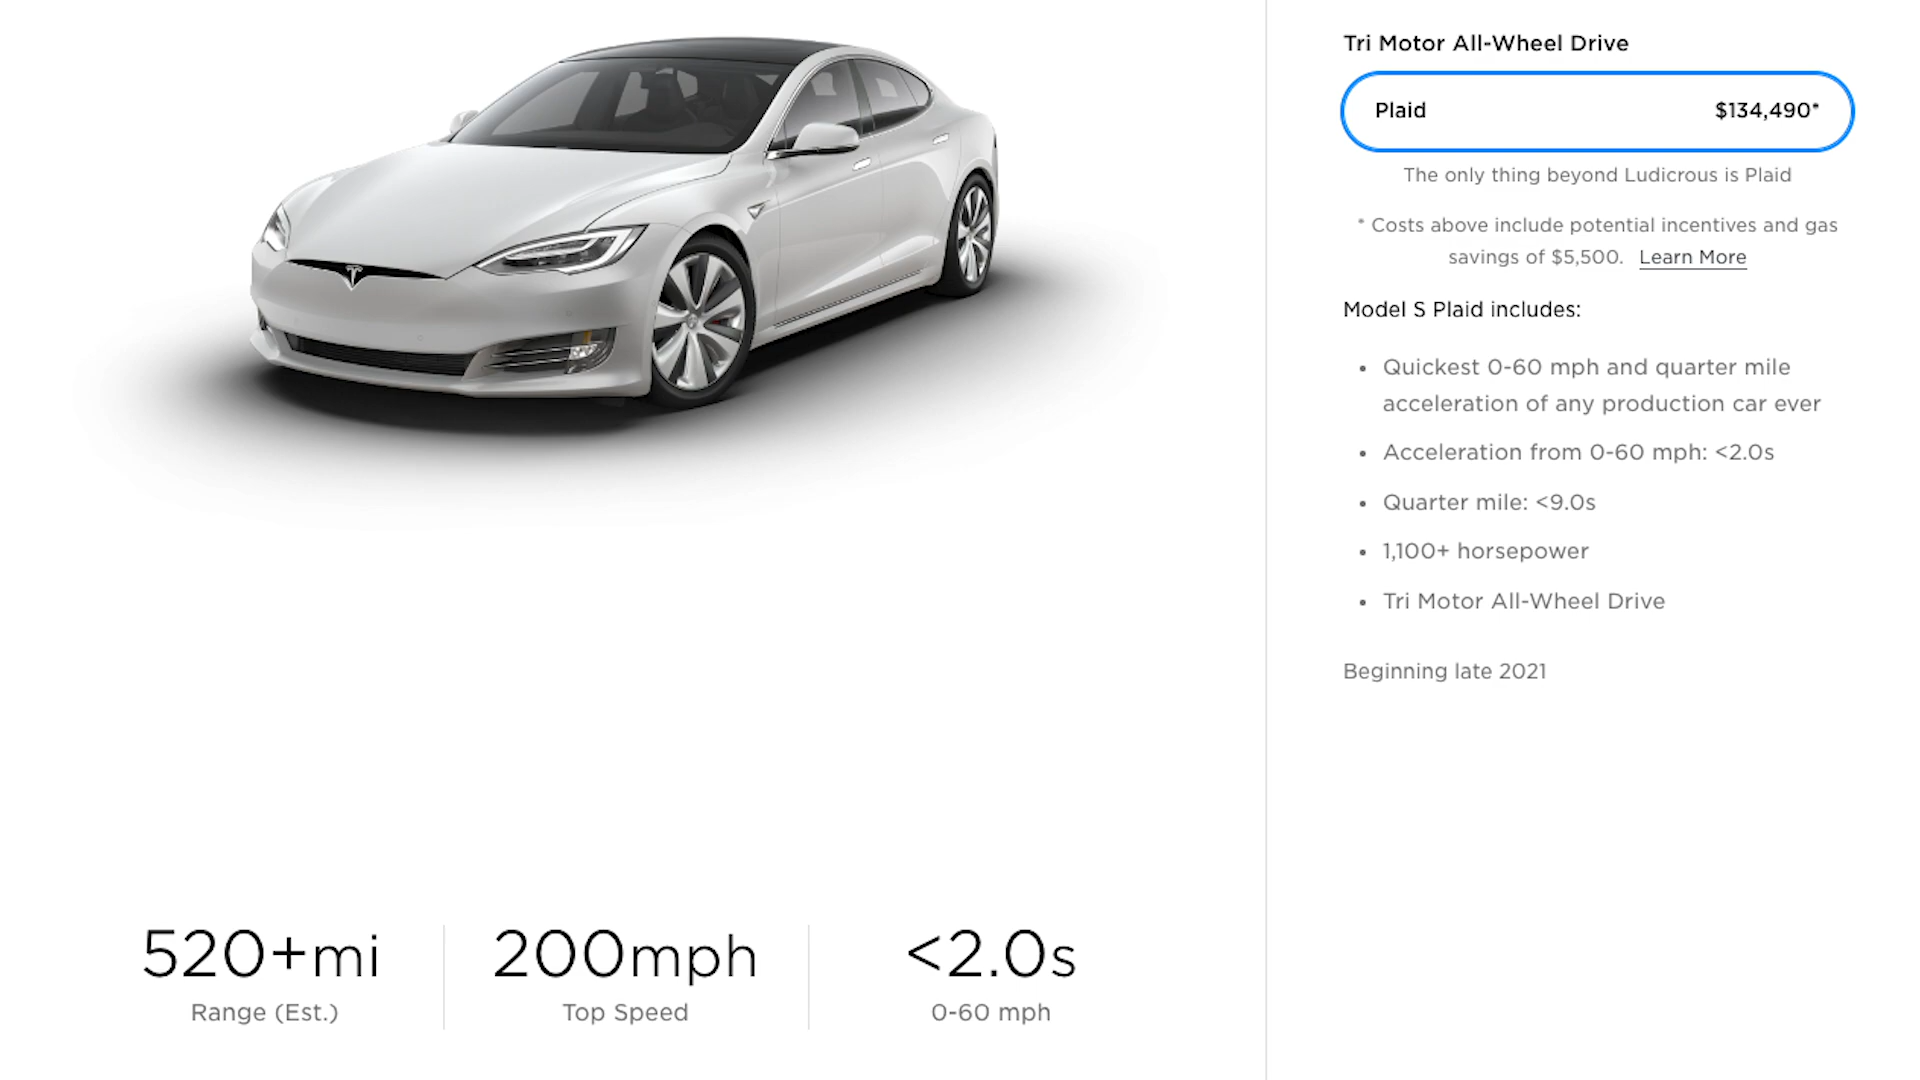 Tri Motor All-Wheel Drive
Plaid $134,490*
The only thing beyond Ludicrous is Plaid
* Costs above include potential incentives and gas
savings of $5,500. Learn More
Model S Plaid includes:
• Quickest 0-60 mph and quarter mile
acceleration of any production car ever
• Acceleration from 0-60 mph: <2.0s
• Quarter mile: <9.0s
• 1,100+ horsepower
• Tri Motor All-Wheel Drive
Beginning late 2021
520+mi
Range (Est.)
200mph
Top Speed
<2.0s
0-60 mph